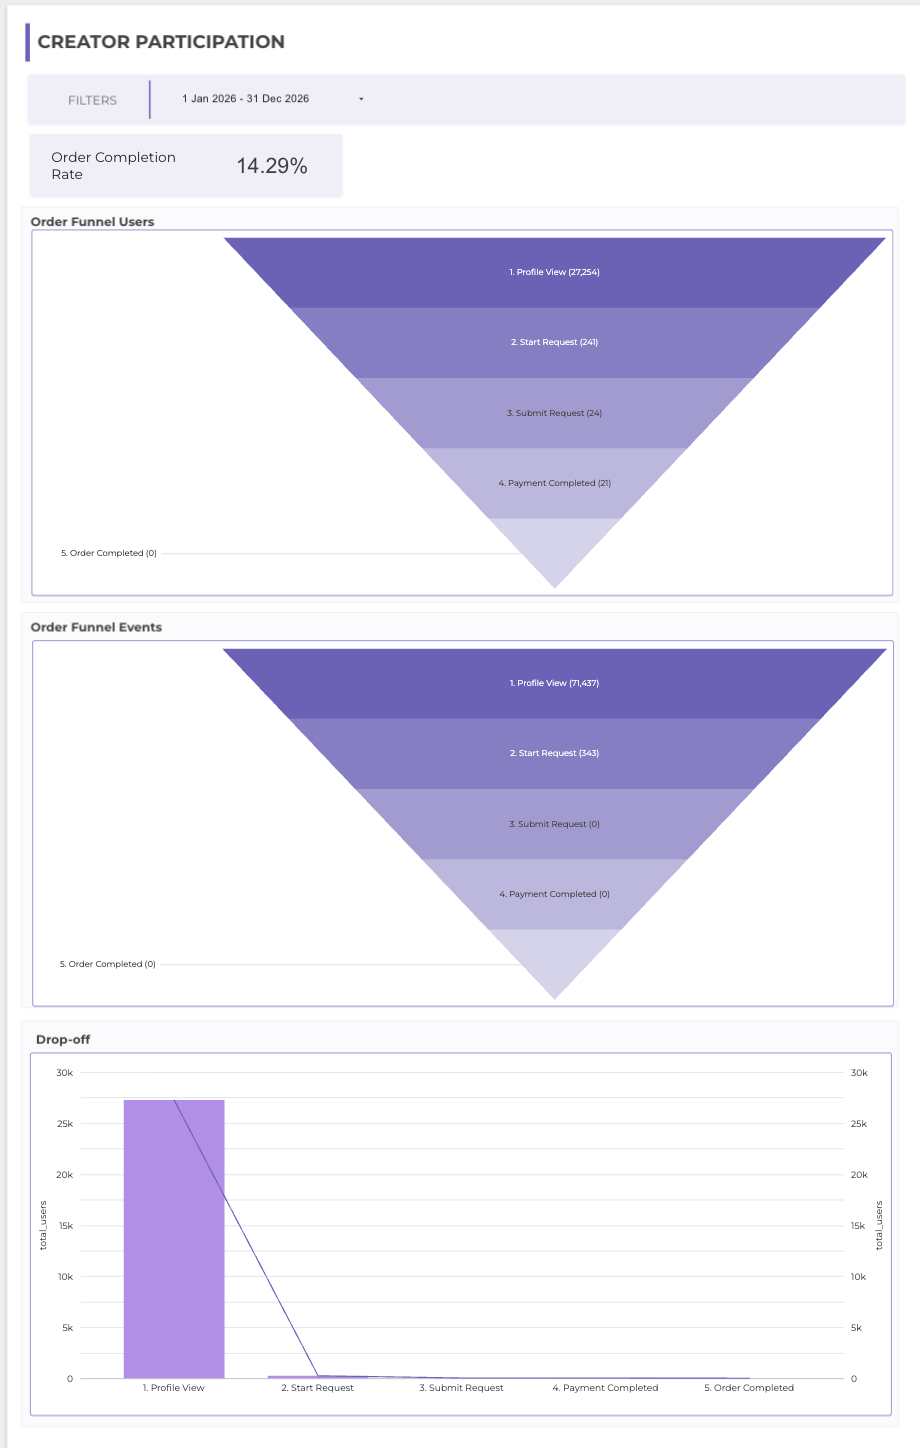 CREATOR PARTICIPATION
FILTERS
1 Jan 2026 - 31 Dec 2026
Order Completion
Rate
14.29%
Order Funnel Users
1. Profile View (27,254)
2. Start Request (241)
3. Submit Request (24)
4. Payment Completed (21)
5. Order Completed (0)
Order Funnel Events
1. Profile View (71,437)
2. Start Request (343)
3. Submit Request (0)
4. Payment Completed (0)
5. Order Completed (0)
Drop-off
30k
25k
20k
15k
10k
5k
0
total_users
30k
25k
20k
15k
10k
5k
0
total_users
1. Profile View
2. Start Request
3. Submit Request
4. Payment Completed
5. Order Completed